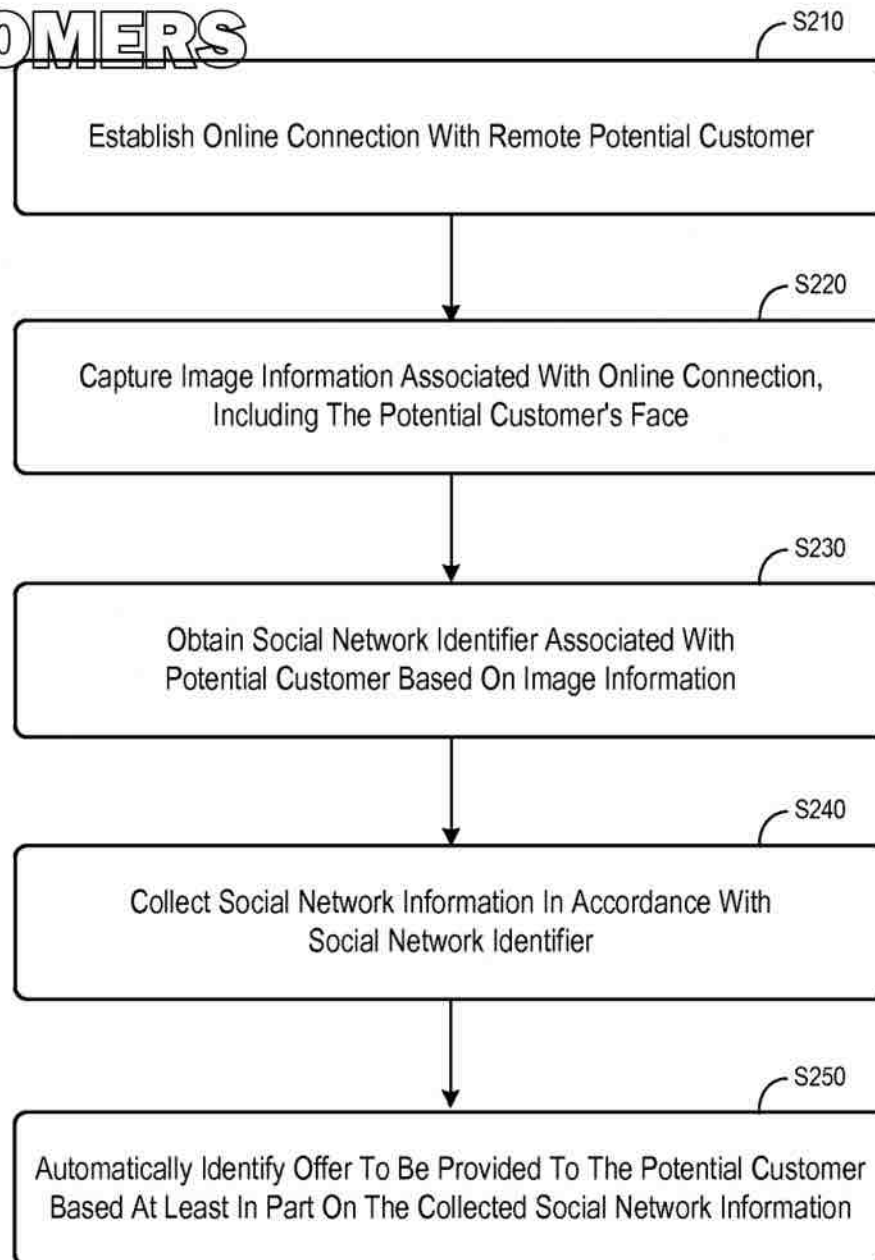 OMERS
S210
Establish Online Connection With Remote Potential Customer
S220
Capture Image Information Associated With Online Connection,
Including The Potential Customer's Face
S230
Obtain Social Network Identifier Associated With
Potential Customer Based On Image Information
S240
Collect Social Network Information In Accordance With
Social Network Identifier
S250
Automatically Identify Offer To Be Provided To The Potential Customer
Based At Least In Part On The Collected Social Network Information